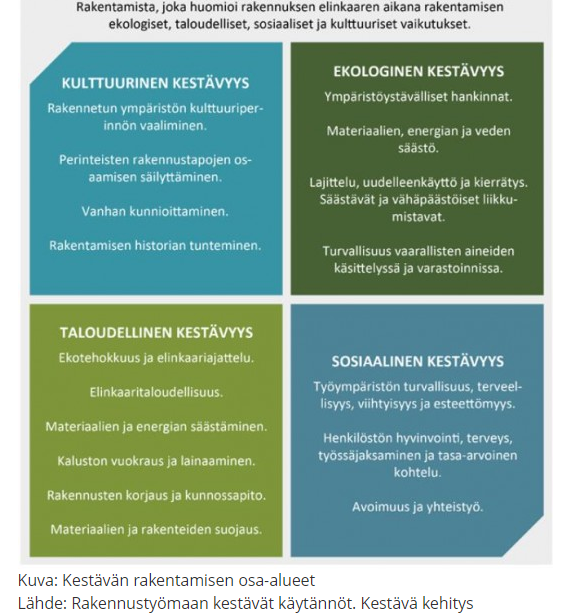 Rakentamista, joka huomioi rakennuksen elinkaaren aikana rakentamisen
ekologiset, taloudelliset, sosiaaliset ja kulttuuriset vaikutukset.
KULTTUURINEN KESTÄVYYS
Rakennetun ympäristön kulttuuriper-
innön vaaliminen.
Perinteisten rakennustapojen os-
aamisen säilyttäminen.
Vanhan kunnioittaminen.
Rakentamisen historian tunteminen.
EKOLOGINEN KESTÄVYYS
Ympäristöystävälliset hankinnat.
Materiaalien, energian ja veden
säästö.
Lajittelu, uudelleenkäyttö ja kierrätys.
Säästävät ja vähäpäästöiset liikku-
mistavat.
Turvallisuus vaarallisten aineiden
käsittelyssä ja varastoinnissa.
TALOUDELLINEN KESTÄVYYS
Ekotehokkuus ja elinkaariajattelu.
Elinkaaritaloudellisuus.
Materiaalien ja energian säästäminen.
Kaluston vuokraus ja lainaaminen.
Rakennusten korjaus ja kunnossapito.
Materiaalien ja rakenteiden suojaus.
SOSIAALINEN KESTÄVYYS
Työympäristön turvallisuus, terveel-
lisyys, viihtyisyys ja esteettömyys.
Henkilöstön hyvinvointi, terveys,
työssäjaksaminen ja tasa-arvoinen
kohtelu.
Avoimuus ja yhteistyö.
Kuva: Kestävän rakentamisen osa-alueet
Lähde: Rakennustyömaan kestävät käytännöt. Kestävä kehitys